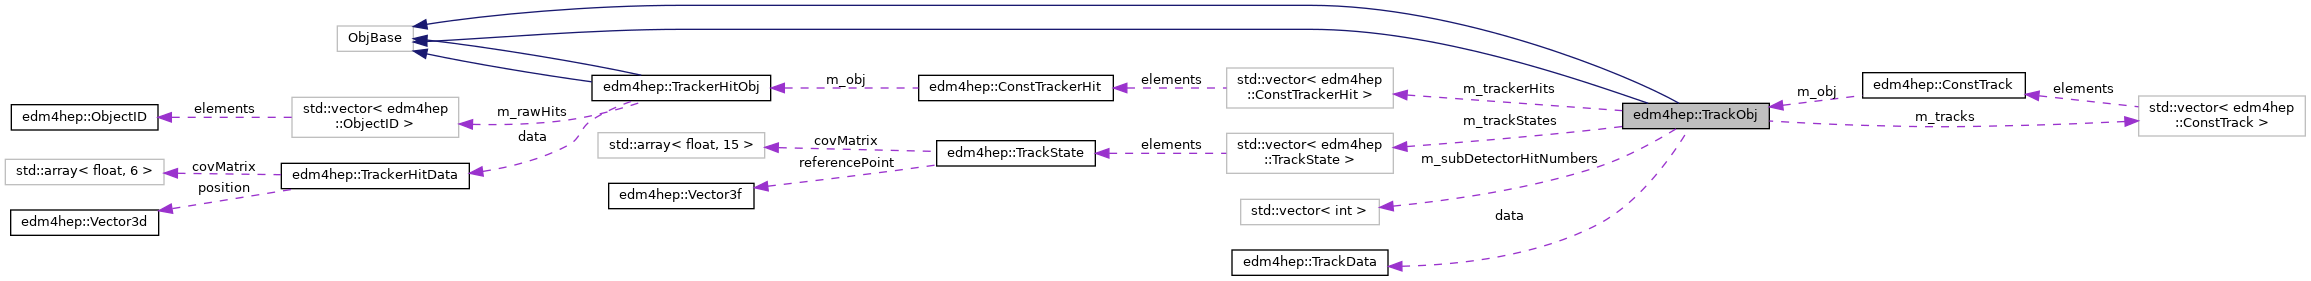 ObjBase
edm4hep::TrackerHitObj
m_obj
edm4hep::ConstTrackerHit
elements
std::vector< edm4hep
::ConstTrackerHit >
m_trackerHits
edm4hep::TrackObj
m_obj
edm4hep::ConstTrack
elements
std::vector< edm4hep
::ConstTrack >
m_tracks
edm4hep::ObjectID
elements
std::vector< edm4hep
::ObjectID >
m_rawHits
data
std::array< float, 15 >
covMatrix
edm4hep::TrackState
elements
std::vector< edm4hep
::TrackState >
m_trackStates
std::array< float, 6 >
covMatrix
edm4hep::TrackerHitData
referencePoint
m_subDetectorHitNumbers
position
edm4hep::Vector3f
edm4hep::Vector3d
std::vector< int >
data
edm4hep::TrackData